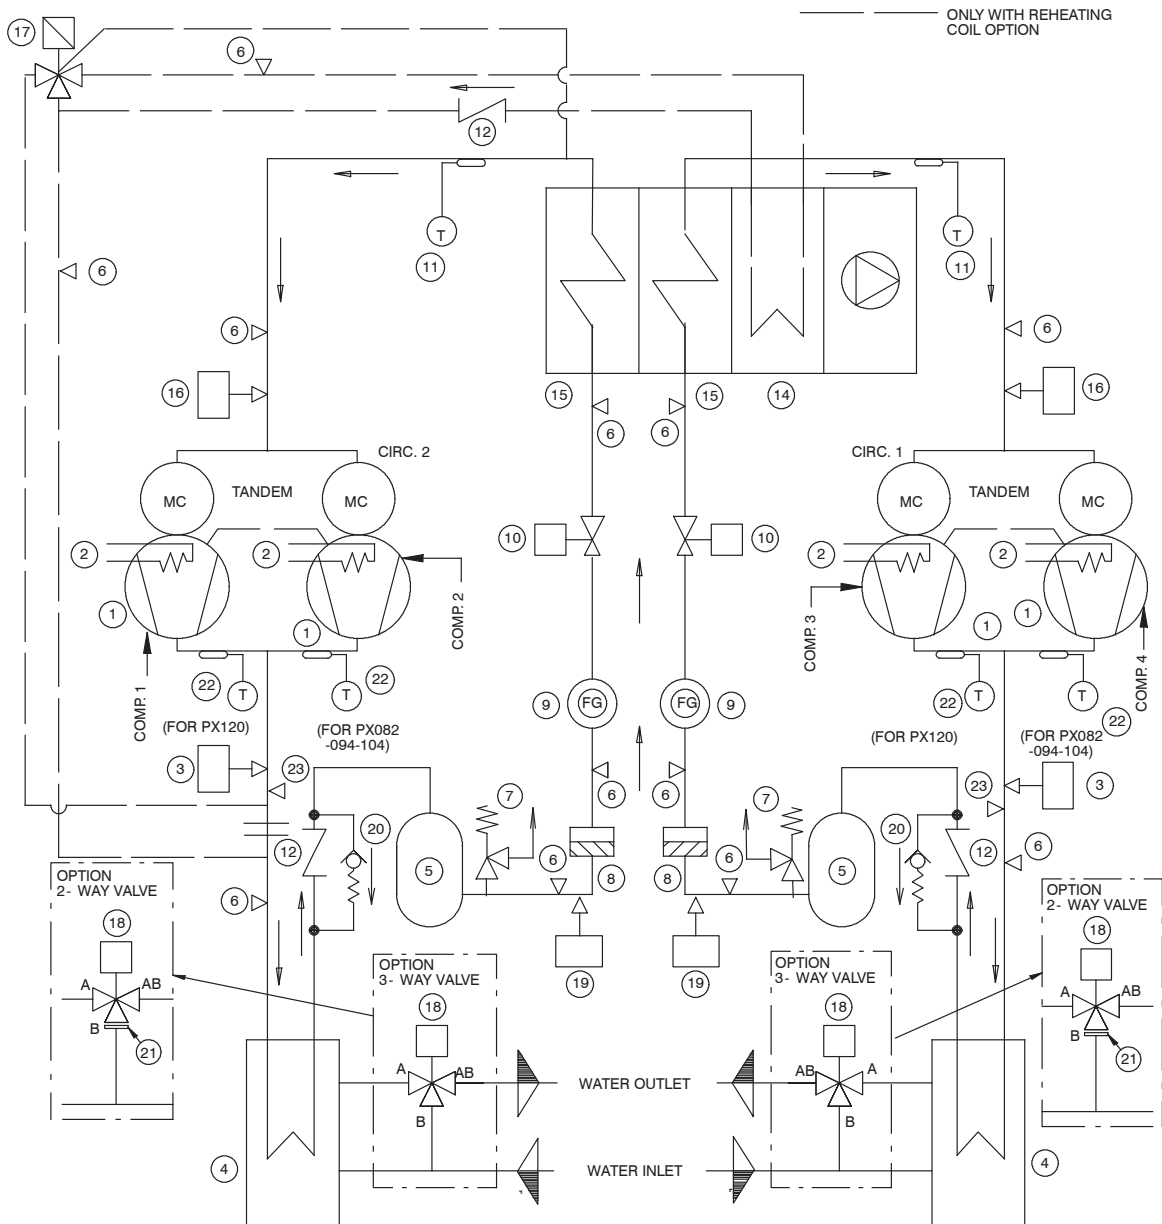 ONLY WITH REHEATING
COIL OPTION
17
6
12
T
11
T
11
6
6
6
16
15
15
14
16
6
6
CIRC. 2
CIRC. 1
MC
TANDEM
MC
MC
TANDEM
MC
10
10
2
2
2
2
1
1
1
1
COMP. 2
COMP. 3
COMP. 1
COMP. 4
22
T
T
22
22
T
T
22
9
FG
FG
9
(FOR PX120)
(FOR PX082
-094-104)
(FOR PX120)
(FOR PX082
-094-104)
3
23
23
3
7
6
6
7
12
20
5
6
8
8
6
5
20
12
6
OPTION
2- WAY VALVE
OPTION
2- WAY VALVE
6
18
18
19
19
OPTION
3- WAY VALVE
OPTION
3- WAY VALVE
18
18
A
AB
B
21
A
AB
B
21
A
AB
B
WATER OUTLET
AB
A
B
4
WATER INLET
4